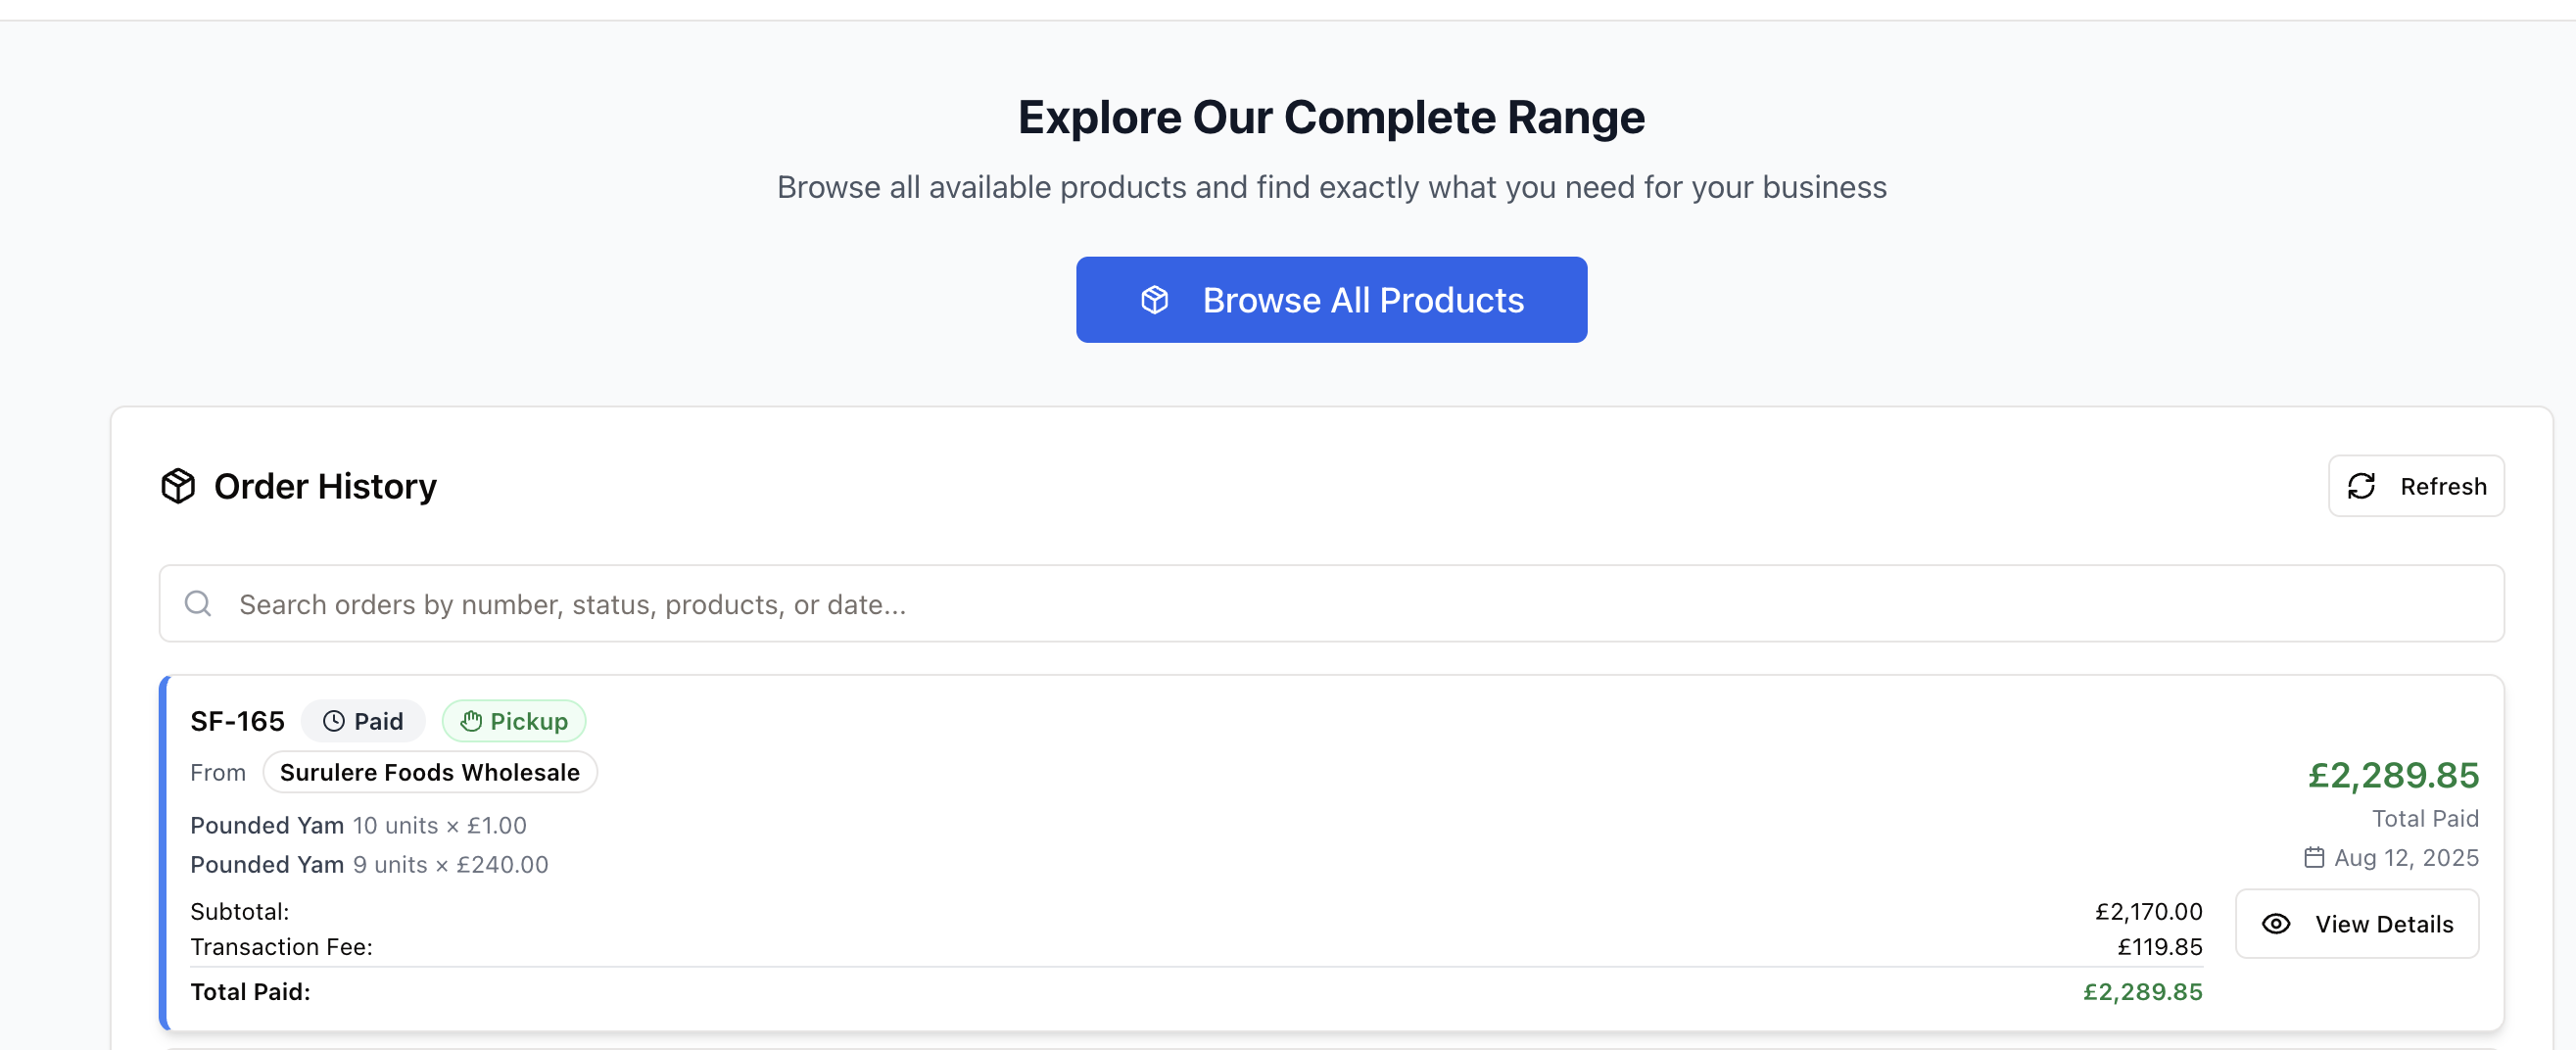 Explore Our Complete Range
Browse all available products and find exactly what you need for your business
Browse All Products
Order History
Refresh
Search orders by number, status, products, or date...
SF-165 Paid Pickup
From Surulere Foods Wholesale
£2,289.85
Pounded Yam 10 units × £1.00
Total Paid
Pounded Yam 9 units × £240.00
Aug 12, 2025
Subtotal: £2,170.00
View Details
Transaction Fee: £119.85
Total Paid: £2,289.85